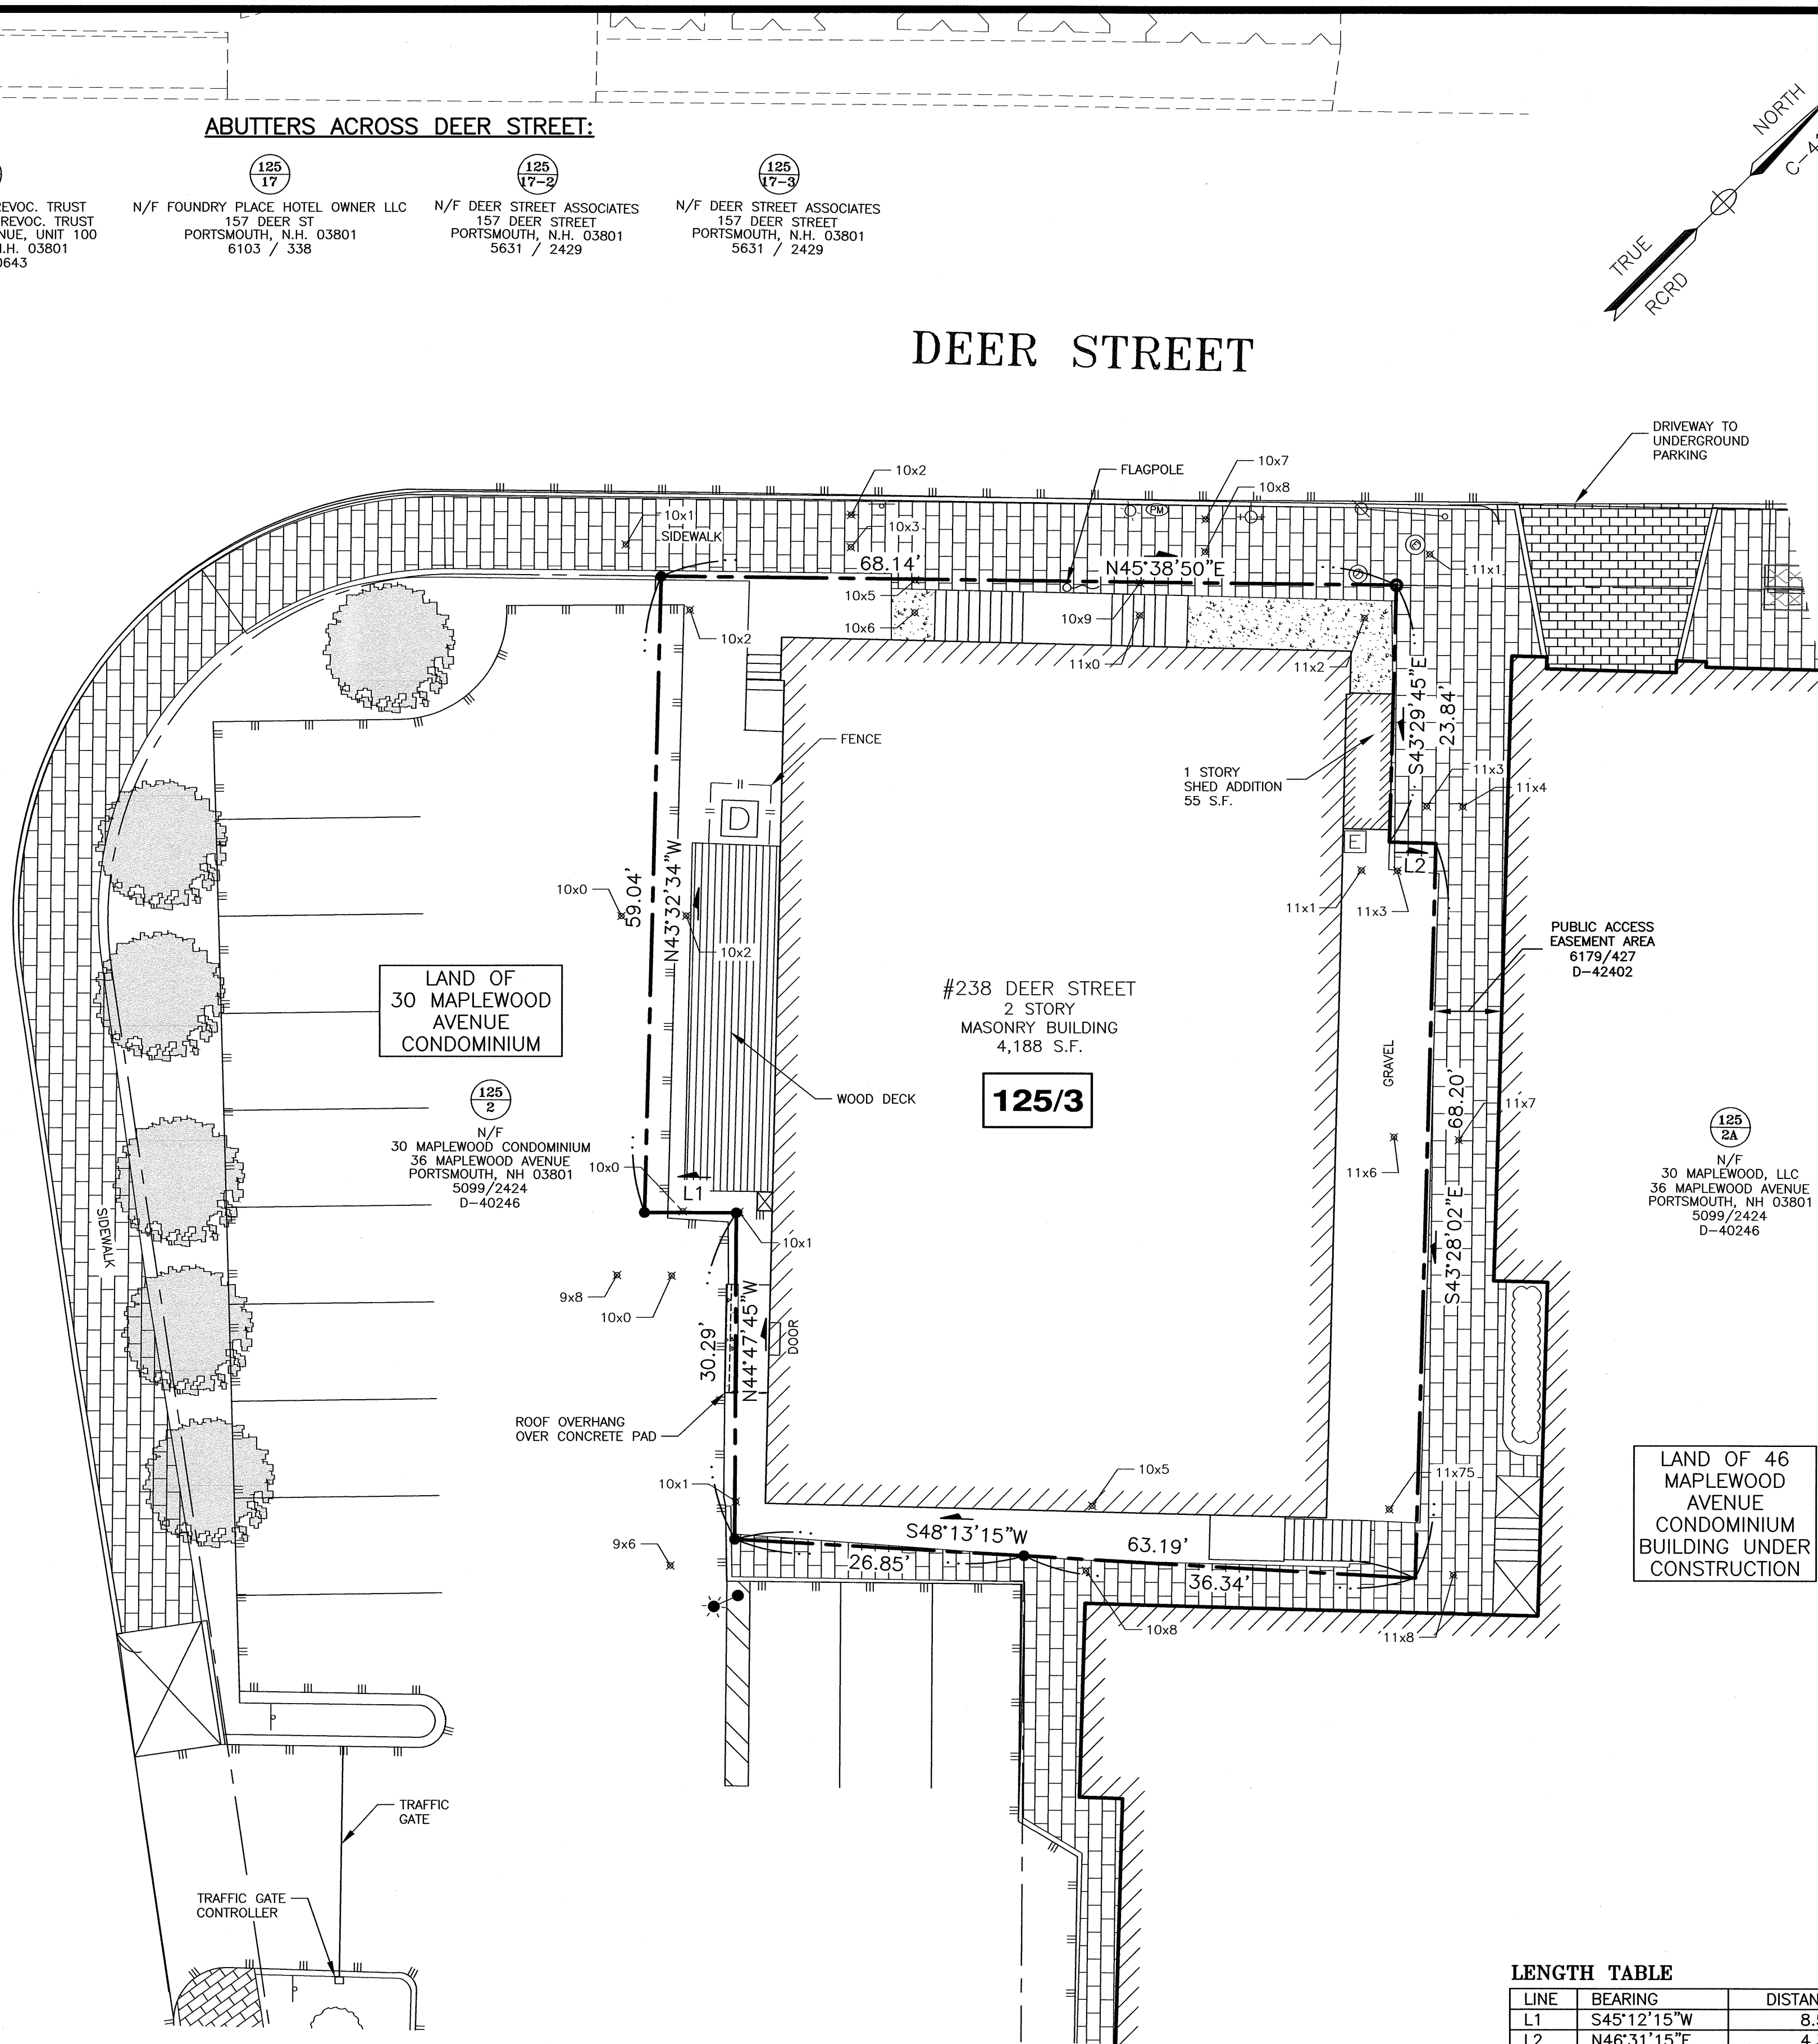 ABUTTERS ACROSS DEER STREET:
REVOC. TRUST
REVOC. TRUST
UNIT 100
03801
125
17
N/F FOUNDRY PLACE HOTEL OWNER LLC
157 DEER ST
PORTSMOUTH, N.H. 03801
6103 / 338
125
17-2
N/F DEER STREET ASSOCIATES
157 DEER STREET
PORTSMOUTH, N.H. 03801
5631 / 2429
125
17-3
N/F DEER STREET ASSOCIATES
157 DEER STREET
PORTSMOUTH, N.H. 03801
5631 / 2429
NORTH
TRUE
RCRD
DEER STREET
DRIVEWAY TO
UNDERGROUND
PARKING
10x2
FLAGPOLE
10x7
10x8
10x1
SIDEWALK
10x3
PM
68.14'
N45°38'50"E
11x1
10x5
10x6
10x9
10x2
11x0
11x2
S43°29'45"E
23.84'
FENCE
1 STORY
SHED ADDITION
55 S.F.
11x3
11x4
D
E
L2
59.04'
N43°32'34"W
10x0
10x2
11x1
11x3
PUBLIC ACCESS
EASEMENT AREA
6179/427
D-42402
LAND OF
30 MAPLEWOOD
AVENUE
CONDOMINIUM
#238 DEER STREET
2 STORY
MASONRY BUILDING
4,188 S.F.
125/3
GRAVEL
WOOD DECK
125
2
N/F
30 MAPLEWOOD CONDOMINIUM
36 MAPLEWOOD AVENUE
PORTSMOUTH, NH 03801
5099/2424
D-40246
10x0
L1
S43°28'02"E 68.20'
11x7
11x6
125
2A
N/F
30 MAPLEWOOD, LLC
36 MAPLEWOOD AVENUE
PORTSMOUTH, NH 03801
5099/2424
D-40246
SIDEWALK
10x1
9x8
10x0
30.29'
N44°47'45"W
DOOR
ROOF OVERHANG
OVER CONCRETE PAD
10x1
10x5
11x75
LAND OF 46
MAPLEWOOD
AVENUE
CONDOMINIUM
BUILDING UNDER
CONSTRUCTION
9x6
S48°13'15"W
63.19'
26.85'
36.34'
10x8
11x8
TRAFFIC
GATE
TRAFFIC GATE
CONTROLLER
LENGTH TABLE
LINE BEARING
L1 S45°12'15"W
L2 N46°31'15"E